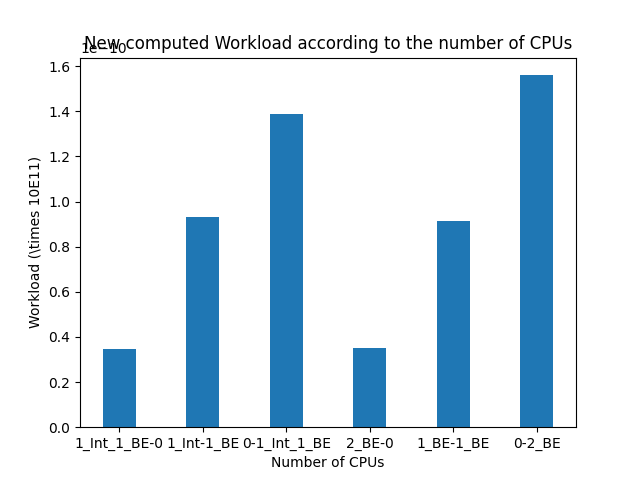 New computed Workload according to the number of CPUs
1e−10
1.6
1.4
1.2
1.0
0.8
0.6
0.4
0.2
0.0
Workload (\times 10E11)
1_Int_1_BE-0 1_Int-1_BE 0-1_Int_1_BE 2_BE-0 1_BE-1_BE 0-2_BE
Number of CPUs